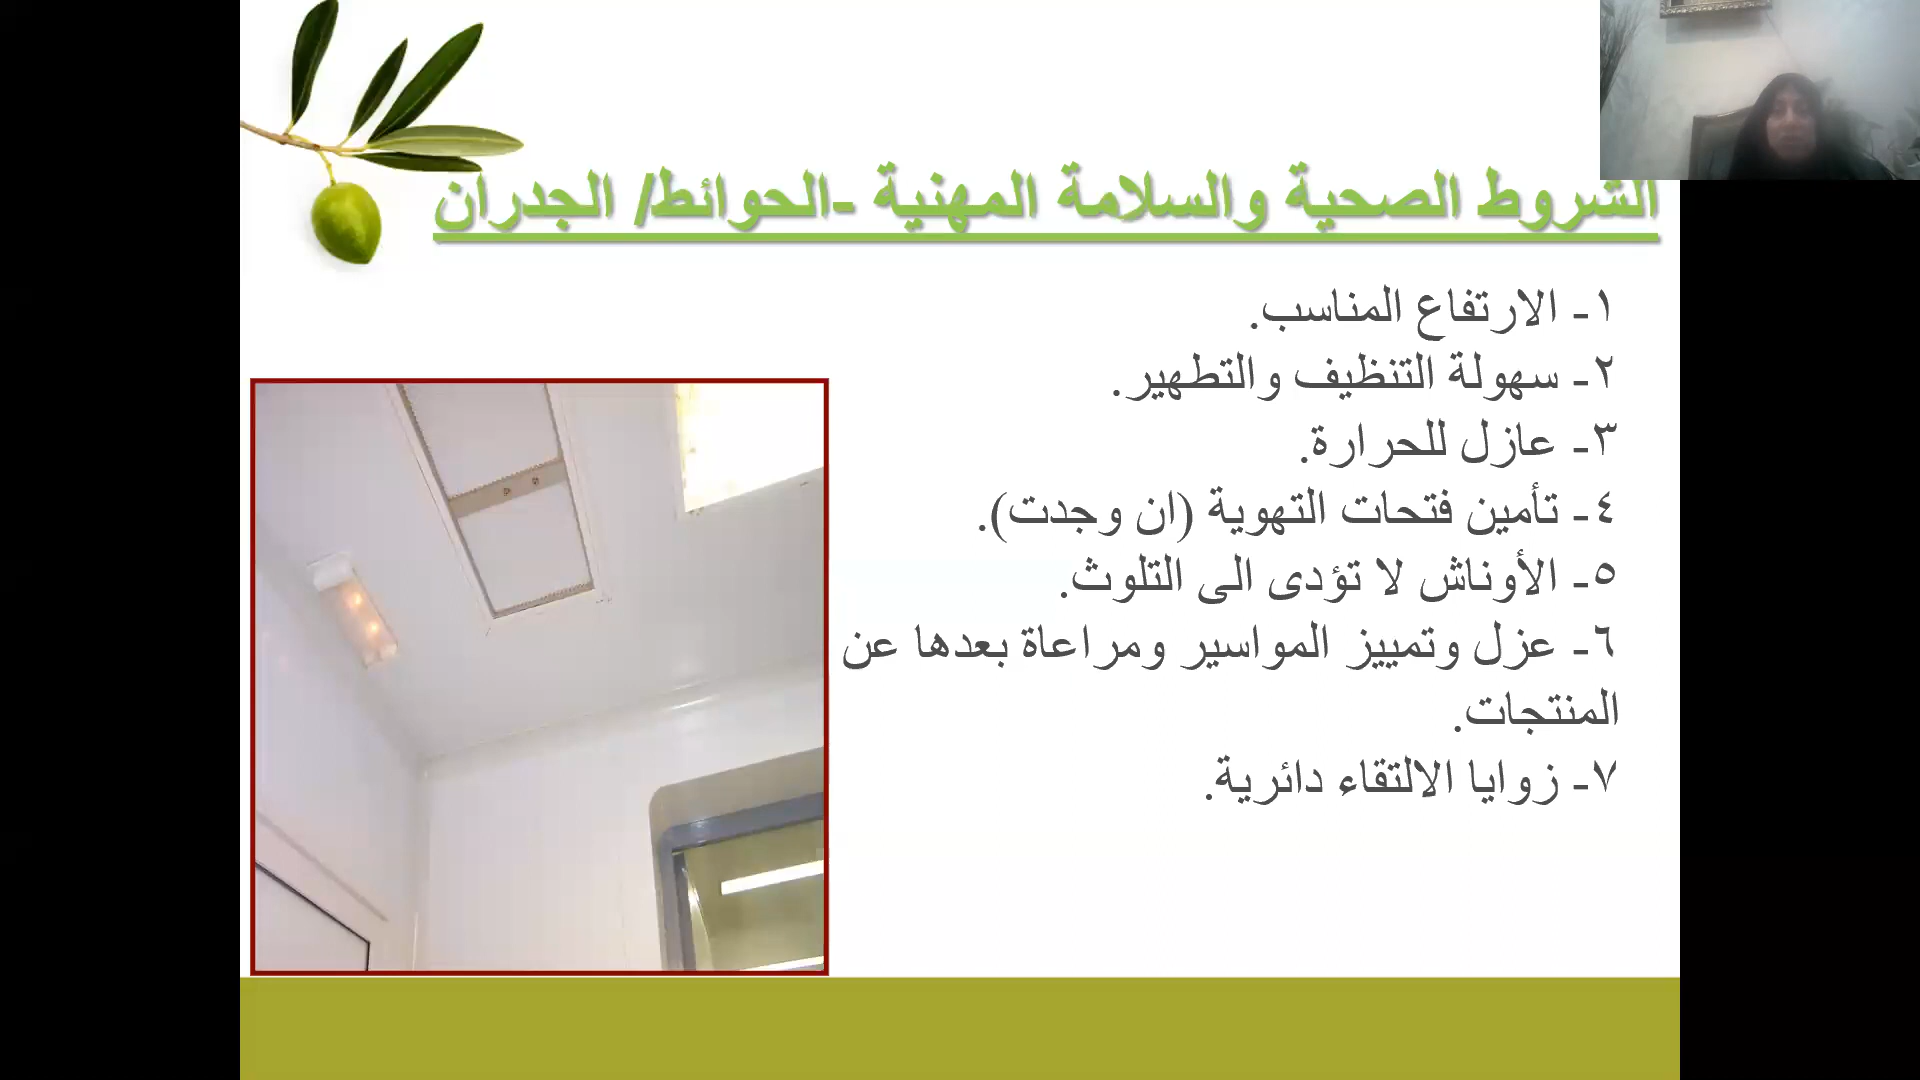 الشروط الصحية والسلامة المهنية -الحوائط/ الجدران
١- الارتفاع المناسب.
٢- سهولة التنظيف والتطهير.
٣- عازل للحرارة.
٤- تأمين فتحات التهوية (ان وجدت).
٥- الأوناش لا تؤدى الى التلوث.
٦- عزل وتمييز المواسير ومراعاة بعدها عن
المنتجات.
٧- زوايا الالتقاء دائرية.